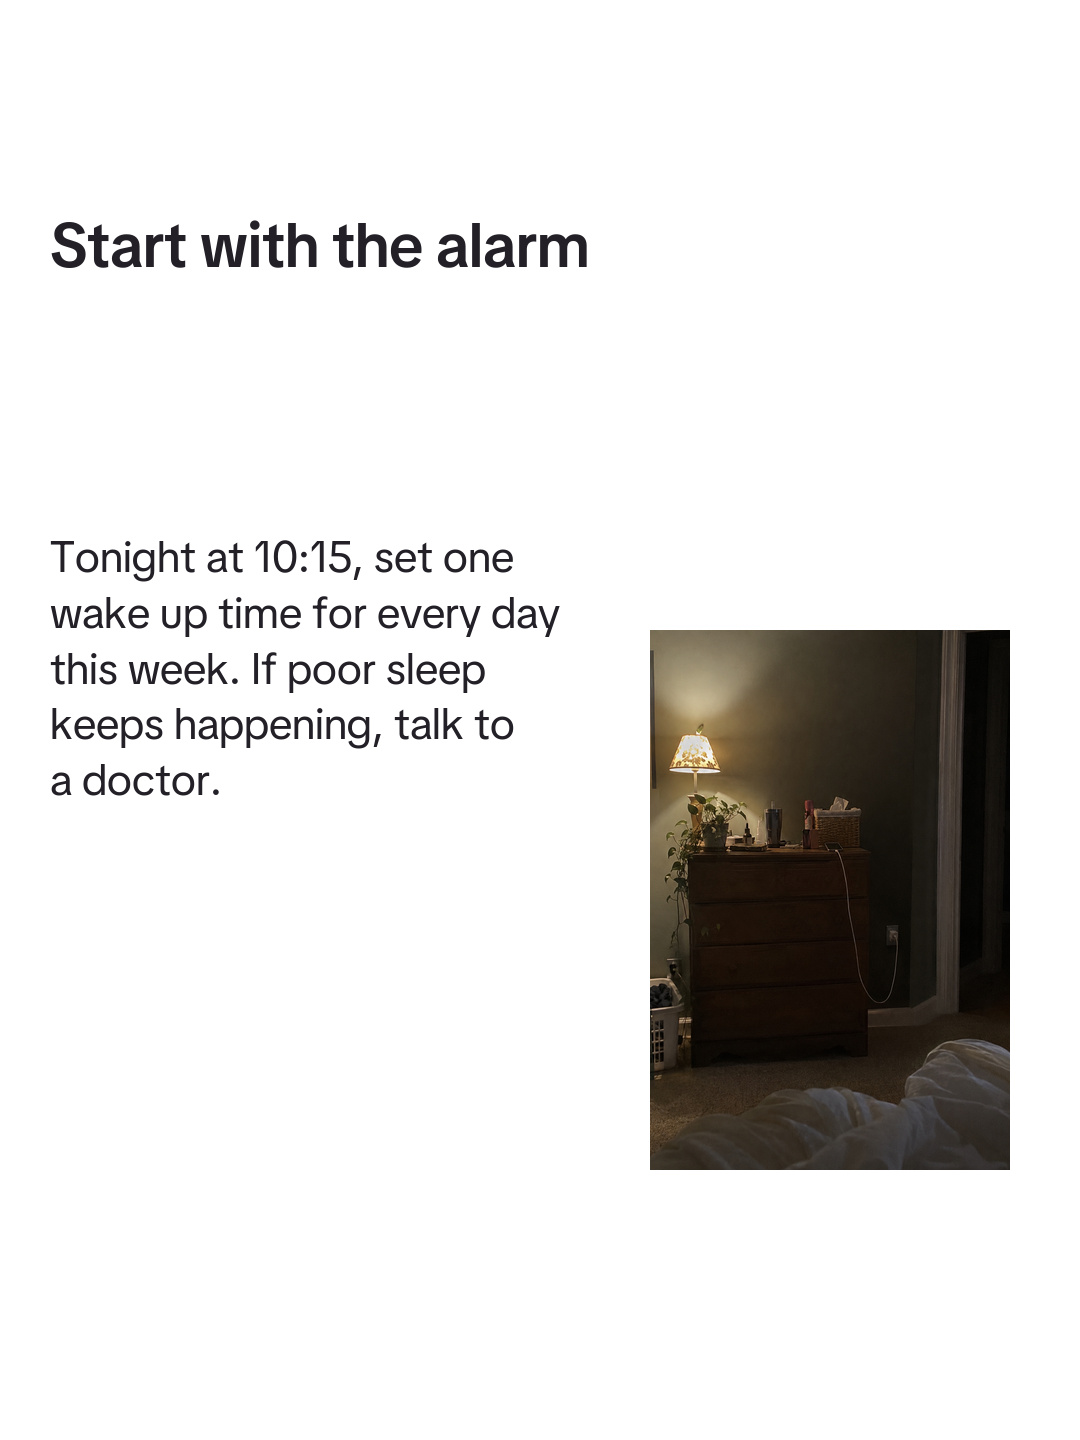 Start with the alarm
Tonight at 10:15, set one
wake up time for every day
this week. If poor sleep
keeps happening, talk to
a doctor.